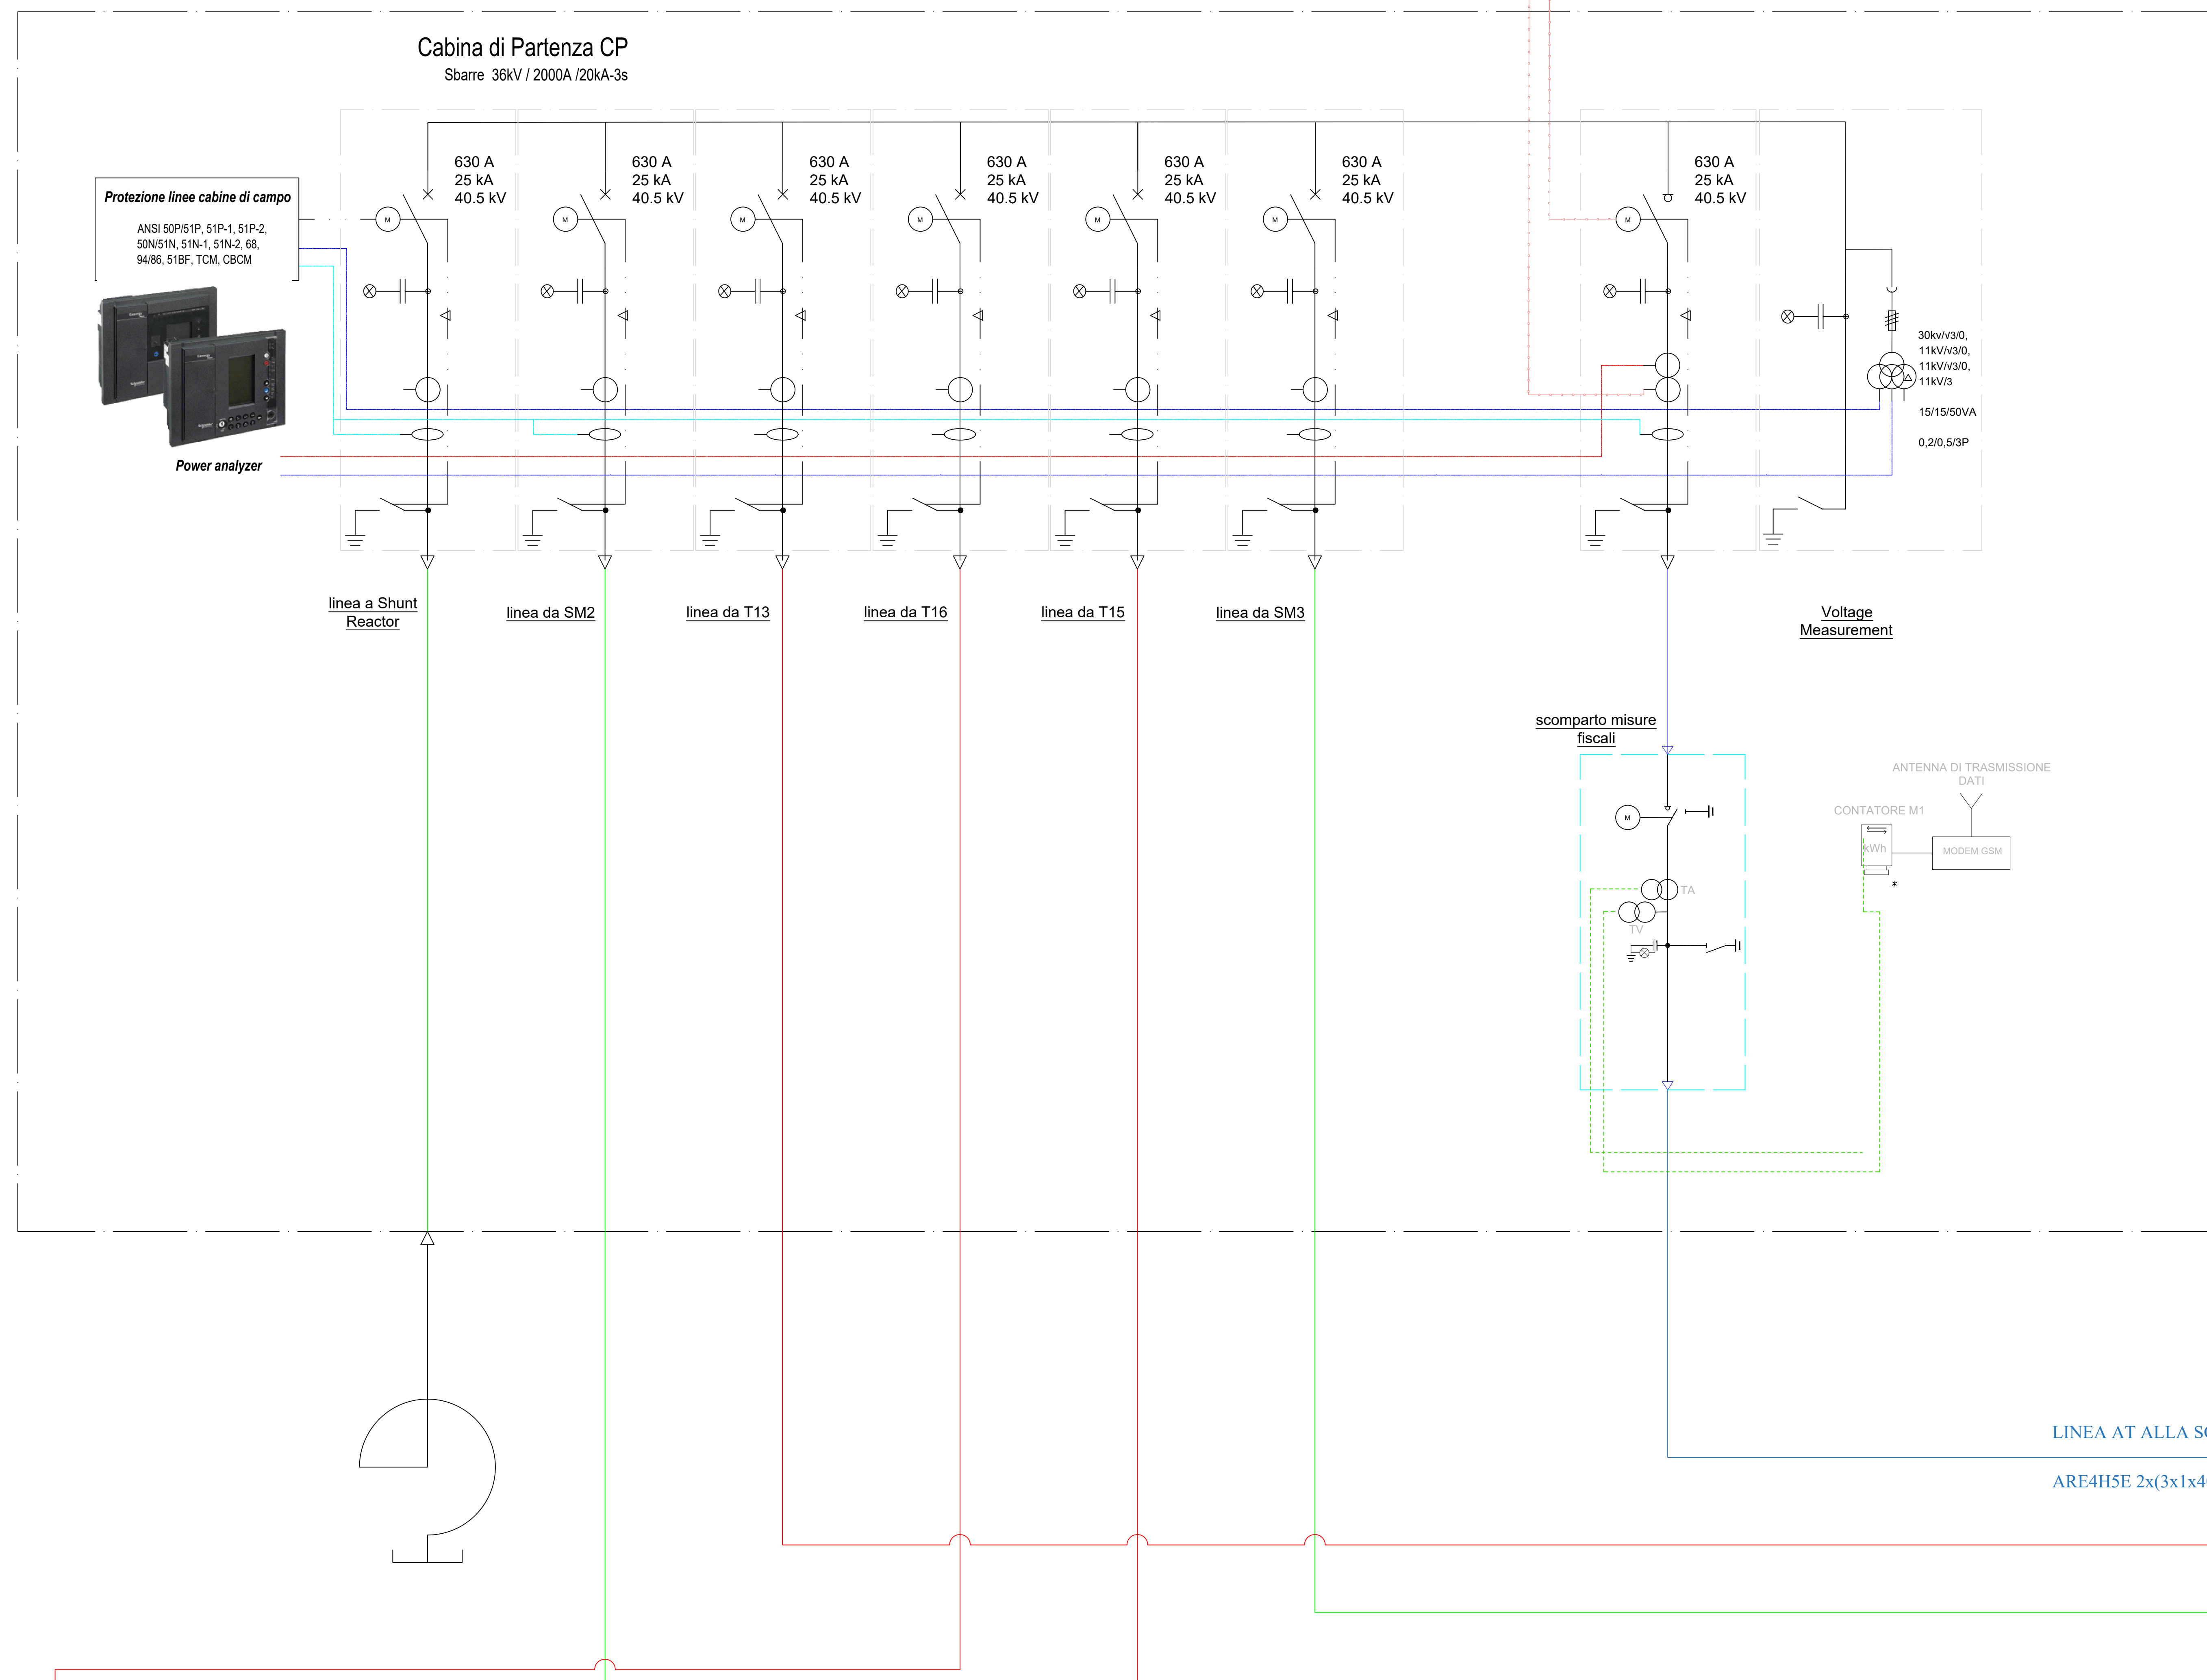 Cabina di Partenza CP
Sbarre 36kV / 2000A /20kA-3s
630 A
25 kA
40.5 kV
630 A
25 kA
40.5 kV
630 A
25 kA
40.5 kV
630 A
25 kA
40.5 kV
630 A
25 kA
40.5 kV
630 A
25 kA
40.5 kV
630 A
25 kA
40.5 kV
Protezione linee cabine di campo
ANSI 50P/51P, 51P-1, 51P-2,
50N/51N, 51N-1, 51N-2, 68,
94/86, 51BF, TCM, CBCM
M
M
M
M
M
M
M
30kv/√3/0,
11kV/√3/0,
11kV/√3/0,
11kV/3
15/15/50VA
0,2/0,5/3P
Power analyzer
linea a Shunt
Reactor
linea da SM2
linea da T13
linea da T16
linea da T15
linea da SM3
Voltage
Measurement
scomparto misure
fiscali
ANTENNA DI TRASMISSIONE
DATI
CONTATORE M1
kWh
MODEM GSM
*
M
TA
TV
LINEA AT ALLA
ARE4H5E 2x(3x1x4